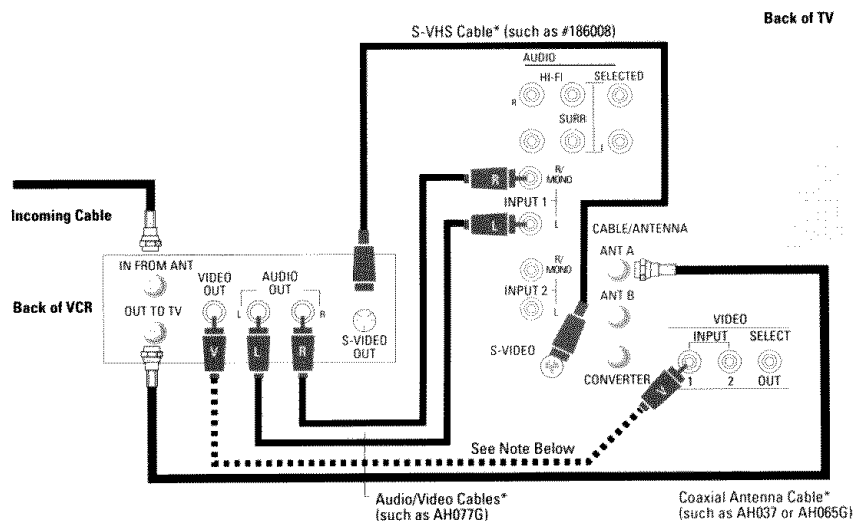 Back of TV
S-VHS Cable* (such as #186008)
AUDIO
HI-FI SELECTED
R
SURR
L
R/
MONO
R
INPUT 1
L
L
Incoming Cable
CABLE/ANTENNA
ANT A
IN FROM ANT
VIDEO
OUT
AUDIO
OUT
R/
MONO
INPUT 2
L
ANT B
Back of VCR
OUT TO TV
L
R
S-VIDEO
OUT
VIDEO
INPUT
SELECT
S-VIDEO
V
L
R
CONVERTER
V
1
2
OUT
See Note Below
Audio/Video Cables*
(such as AH077G)
Coaxial Antenna Cable*
(such as AH037 or AH065G)